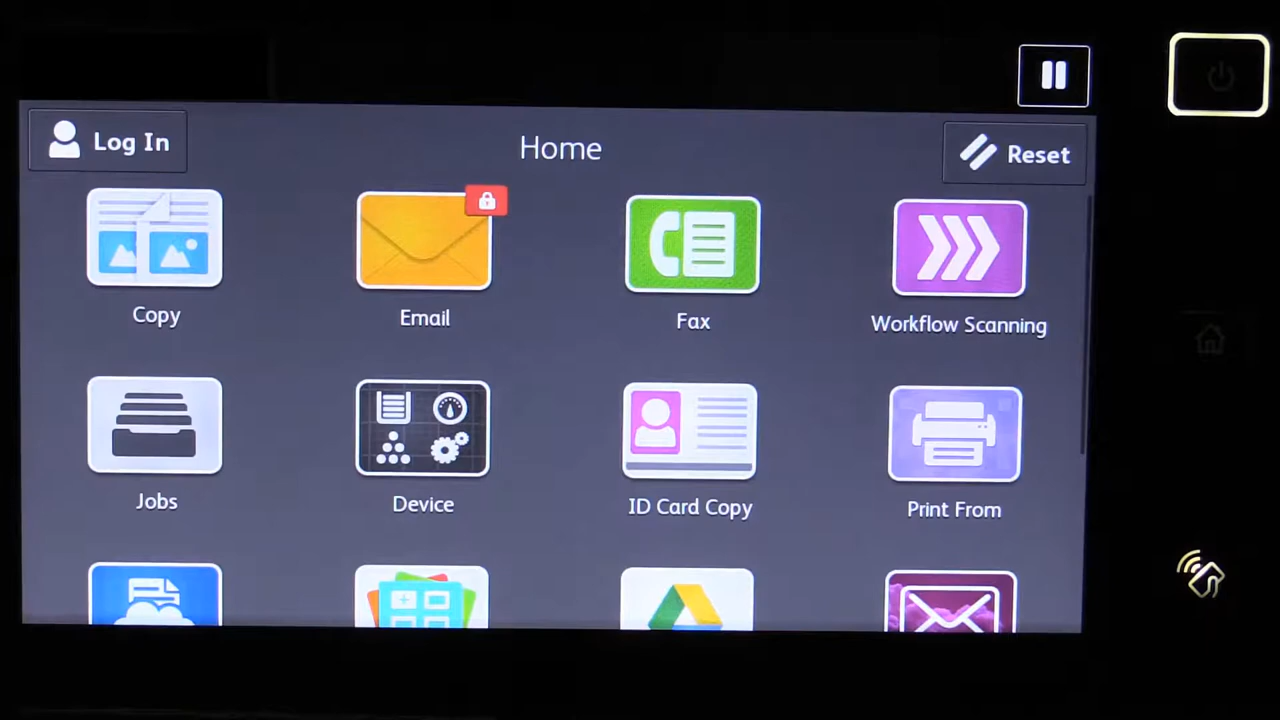 Log In
Home
Reset
Copy
Email
Fax
Workflow Scanning
Jobs
Device
ID Card Copy
Print From